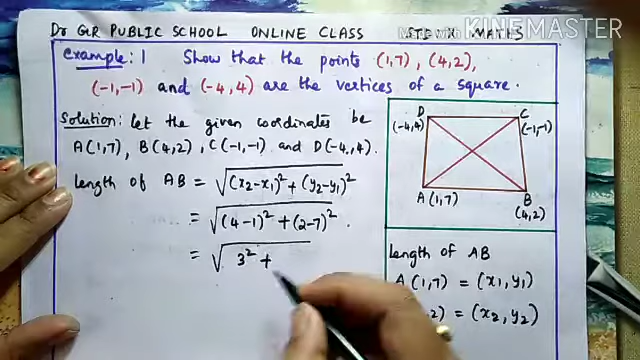 Dr GR PUBLIC SCHOOL ONLINE CLASS STD X MATHS
Made with KINEMASTER
Example: 1 Show that the points (1,7), (4,2),
(-1,-1) and (-4,4) are the vertices of a square.
Solution: Let the given coordinates be
A(1,7), B(4,2), C(-1,-1) and D(-4,4).
length of AB = √(x₂-x₁)² + (y₂-y₁)²
= √(4-1)² + (2-7)².
= √3² +
D
(-4,4)
C
(-1,-1)
A (1,7)
B
(4,2)
length of AB
A(1,7) = (x₁,y₁)
2) = (x₂,y₂)